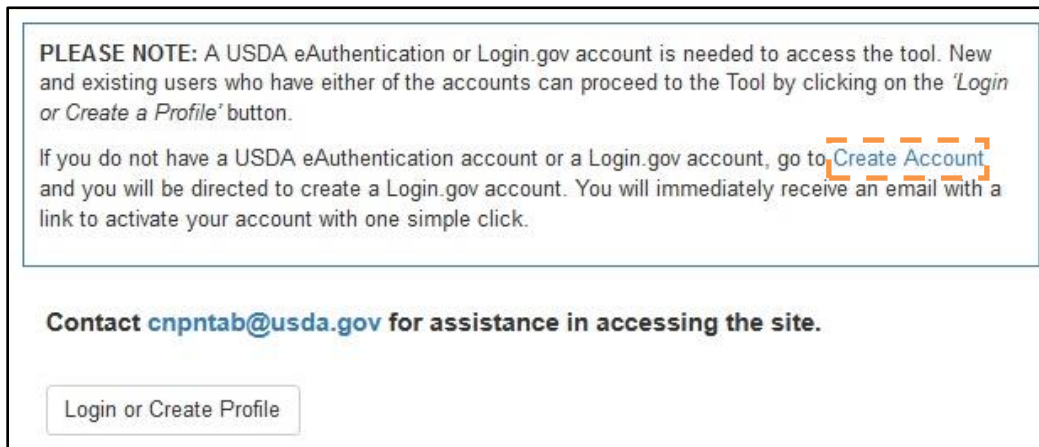 PLEASE NOTE: A USDA eAuthentication or Login.gov account is needed to access the tool. New
and existing users who have either of the accounts can proceed to the Tool by clicking on the 'Login
or Create a Profile' button.
If you do not have a USDA eAuthentication account or a Login.gov account, go to Create Account
and you will be directed to create a Login.gov account. You will immediately receive an email with a
link to activate your account with one simple click.
Contact cnpntab@usda.gov for assistance in accessing the site.
Login or Create Profile